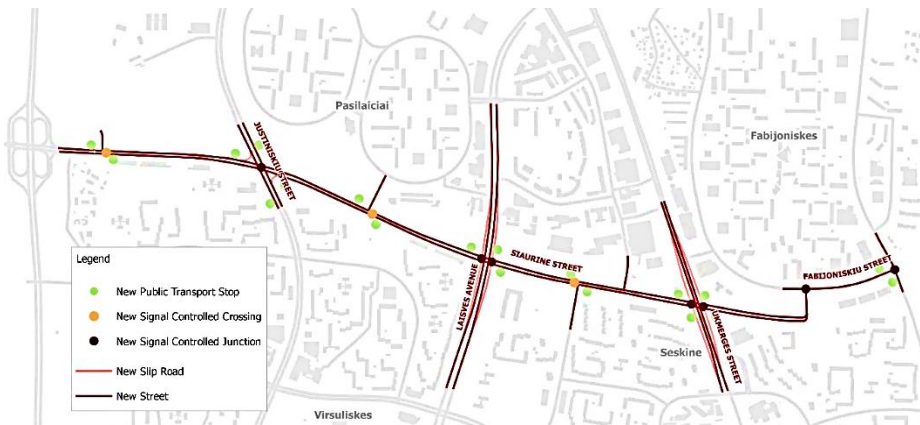 Pasilaiciai
JUSTINISKIU STREET
Fabijoniskes
SIAURINE STREET
LAISVES AVENUE
FABIJONISKIU STREET
UKMERGES STREET
Seskine
Virsuliskes
Legend
New Public Transport Stop
New Signal Controlled Crossing
New Signal Controlled Junction
New Slip Road
New Street